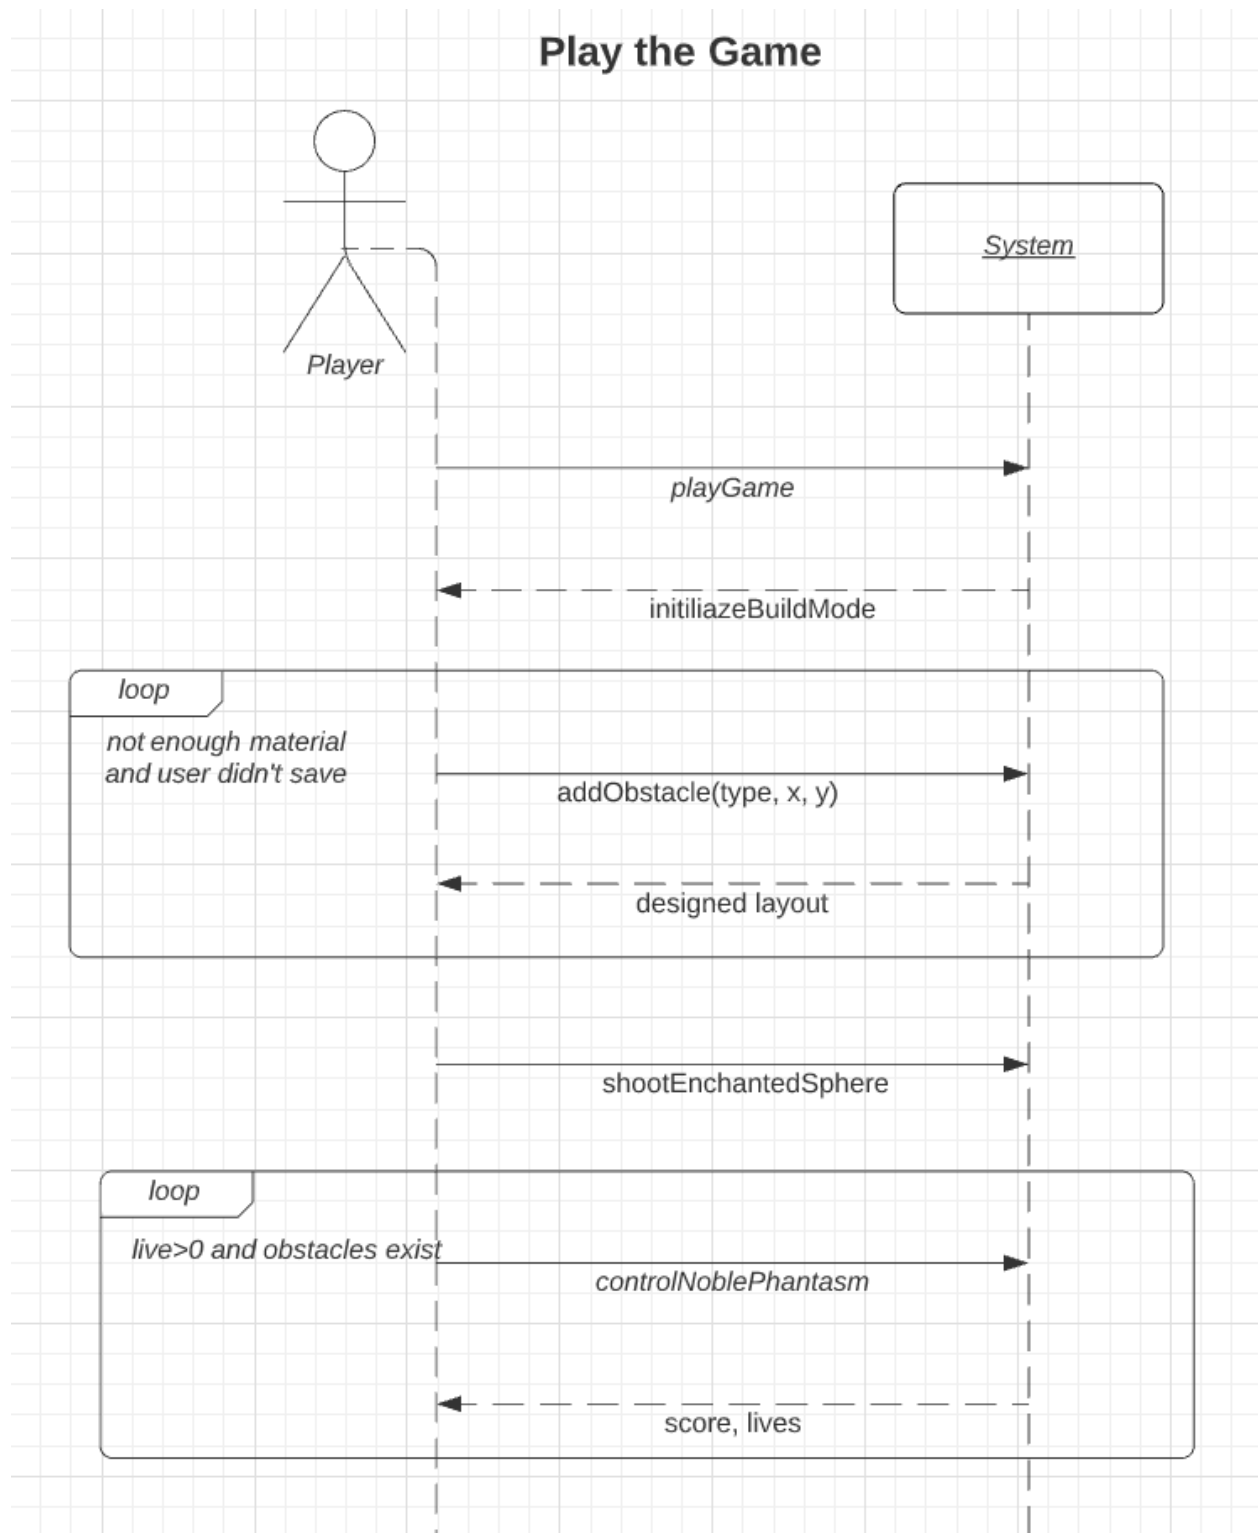 Play the Game
System
Player
playGame
initiliazeBuildMode
loop
not enough material
and user didn't save
addObstacle(type, x, y)
designed layout
shootEnchantedSphere
loop
live>0 and obstacles exist
controlNoblePhantasm
score, lives